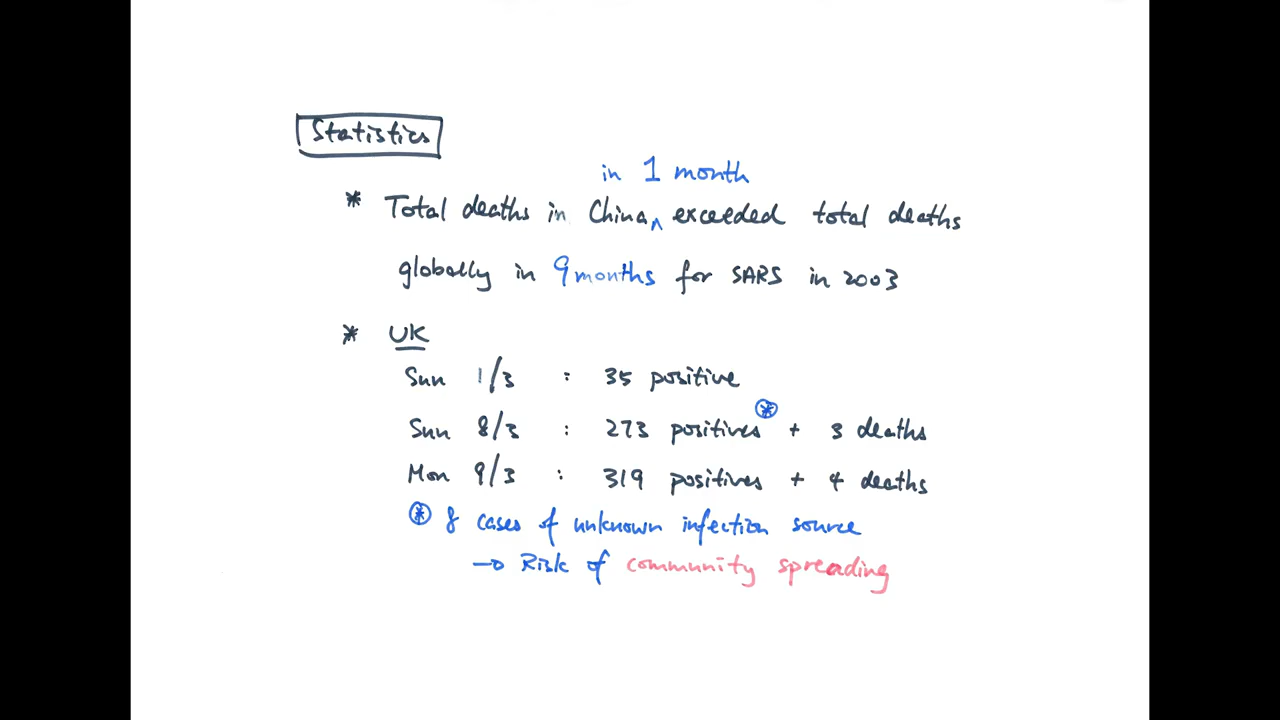 Statistics
in 1 month
* Total deaths in China ^ exceeded total deaths
globally in 9 months for SARS in 2003
* UK
Sun 1/3 : 35 positive
Sun 8/3 : 273 positives ⊛ + 3 deaths
Mon 9/3 : 319 positives + 4 deaths
⊛ 8 cases of unknown infection source
→ Risk of community spreading